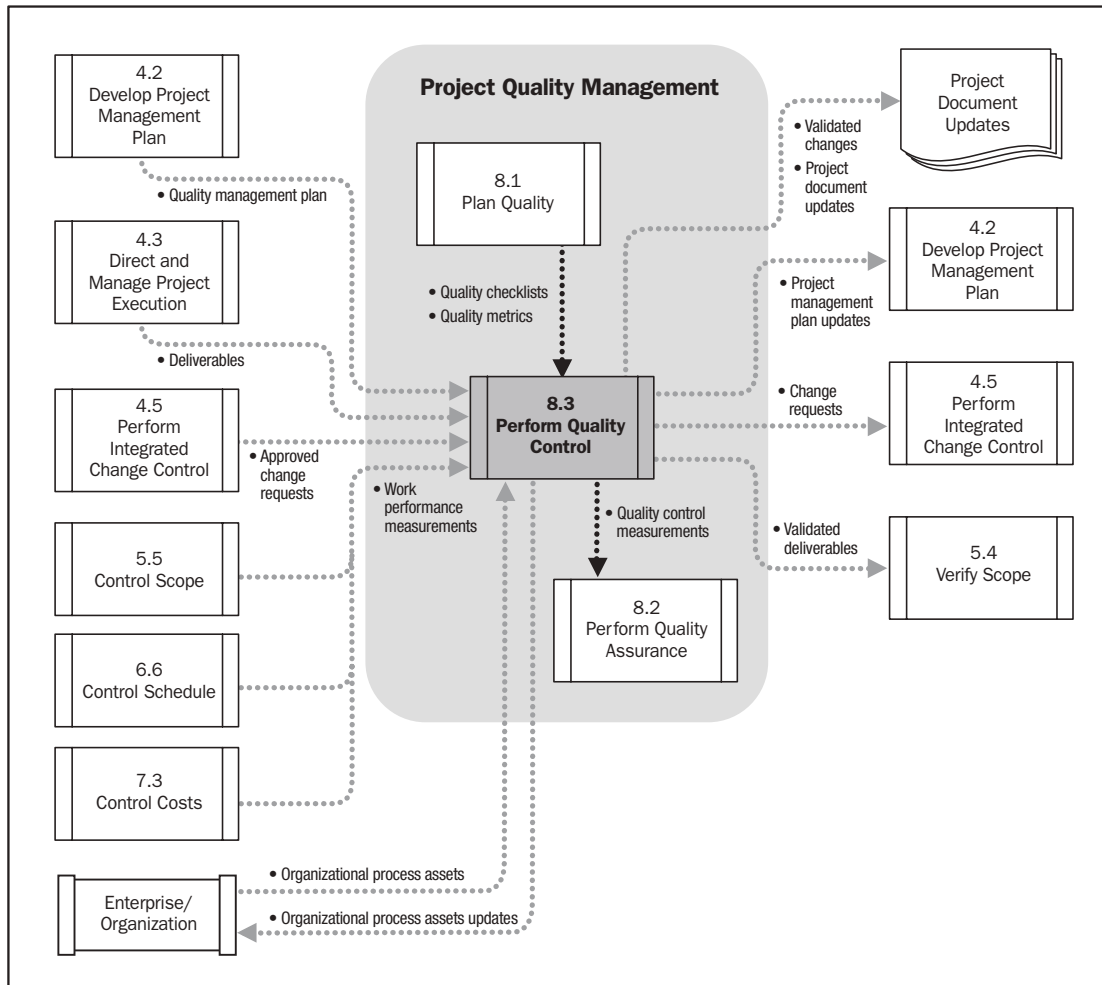 4.2
Develop Project
Management
Plan
• Quality management plan
4.3
Direct and
Manage Project
Execution
• Deliverables
4.5
Perform
Integrated
Change Control
• Approved
change
requests
5.5
Control Scope
6.6
Control Schedule
7.3
Control Costs
• Work
performance
measurements
Enterprise/
Organization
• Organizational process assets
• Organizational process assets updates
Project Quality Management
8.1
Plan Quality
• Quality checklists
• Quality metrics
8.3
Perform Quality
Control
• Quality control
measurements
8.2
Perform Quality
Assurance
• Validated
changes
• Project
document
updates
Project
Document
Updates
• Project
management
plan updates
4.2
Develop Project
Management
Plan
• Change
requests
4.5
Perform
Integrated
Change Control
• Validated
deliverables
5.4
Verify Scope